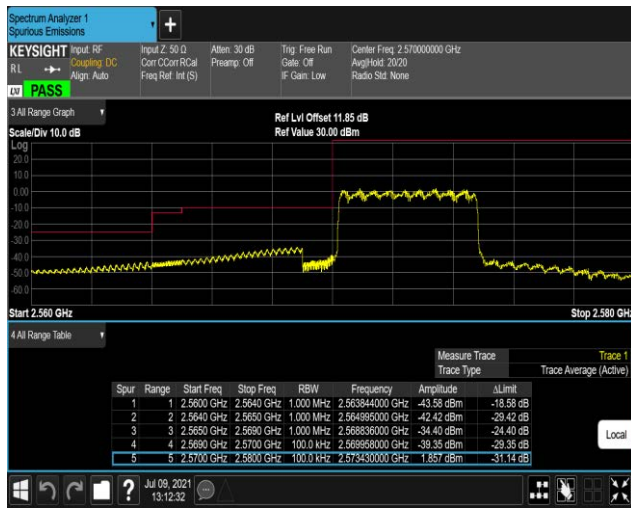 Spectrum Analyzer 1
Spurious Emissions
KEYSIGHT
RL
PASS
Input: RF
Coupling: DC
Align: Auto
Input Z: 50 Ω
Corr CCorr RCal
Freq Ref: Int (S)
Atten: 30 dB
Preamp: Off
Trig: Free Run
Gate: Off
IF Gain: Low
Center Freq: 2.570000000 GHz
Avg|Hold: 20/20
Radio Std: None
3 All Range Graph
Scale/Div 10.0 dB
Ref Lvl Offset 11.85 dB
Ref Value 30.00 dBm
Log
20.0
10.0
0.00
-10.0
-20.0
-30.0
-40.0
-50.0
-60.0
Start 2.560 GHz
Stop 2.580 GHz
4 All Range Table
Measure Trace Trace 1
Trace Type Trace Average (Active)
Spur Range Start Freq Stop Freq RBW Frequency Amplitude ΔLimit
1 1 2.5600 GHz 2.5640 GHz 1.000 MHz 2.563844000 GHz -43.58 dBm -18.58 dB
2 2 2.5640 GHz 2.5650 GHz 1.000 MHz 2.564995000 GHz -42.42 dBm -29.42 dB
3 3 2.5650 GHz 2.5690 GHz 1.000 MHz 2.568836000 GHz -34.40 dBm -24.40 dB
4 4 2.5690 GHz 2.5700 GHz 100.0 kHz 2.569958000 GHz -39.35 dBm -29.35 dB
5 5 2.5700 GHz 2.5800 GHz 100.0 kHz 2.573430000 GHz 1.857 dBm -31.14 dB
Local
Jul 09, 2021
13:12:32